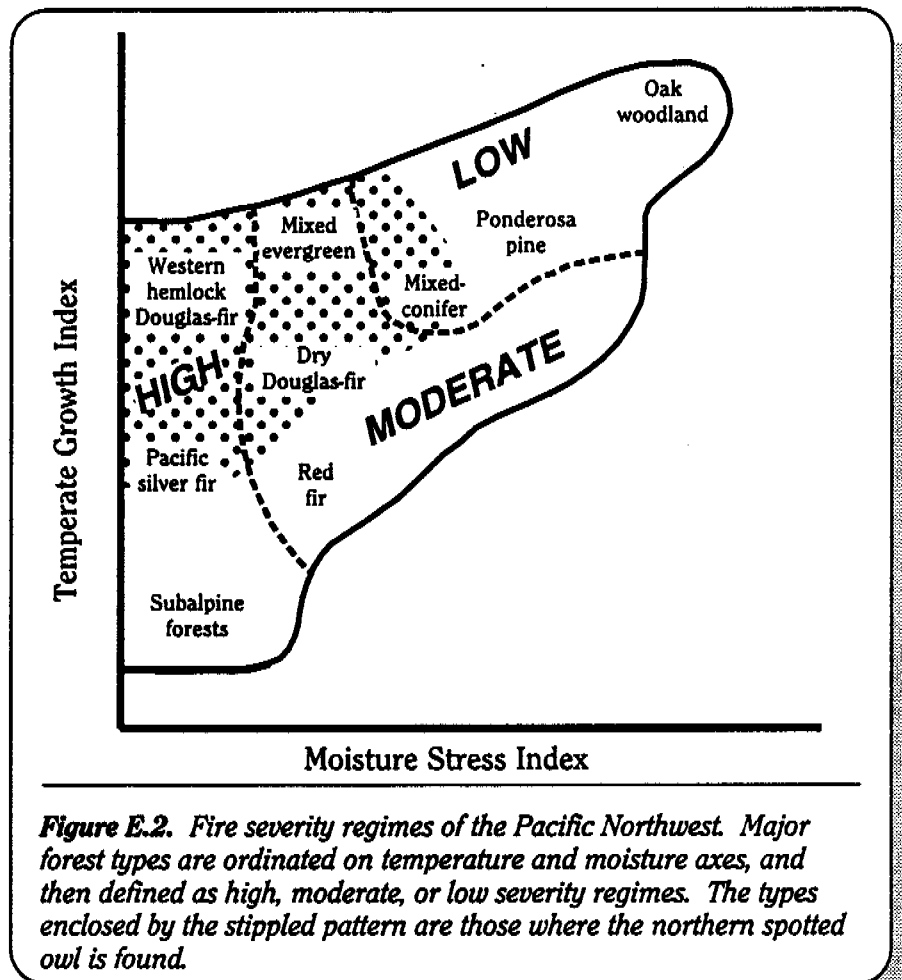 Oak
woodland
LOW
Mixed
evergreen
Ponderosa
pine
Western
hemlock
Douglas-fir
Mixed-
conifer
HIGH
Dry
Douglas-fir
MODERATE
Pacific
silver fir
Red
fir
Subalpine
forests
Temperate Growth Index
Moisture Stress Index
Figure E.2. Fire severity regimes of the Pacific Northwest. Major
forest types are ordinated on temperature and moisture axes, and
then defined as high, moderate, or low severity regimes. The types
enclosed by the stippled pattern are those where the northern spotted
owl is found.